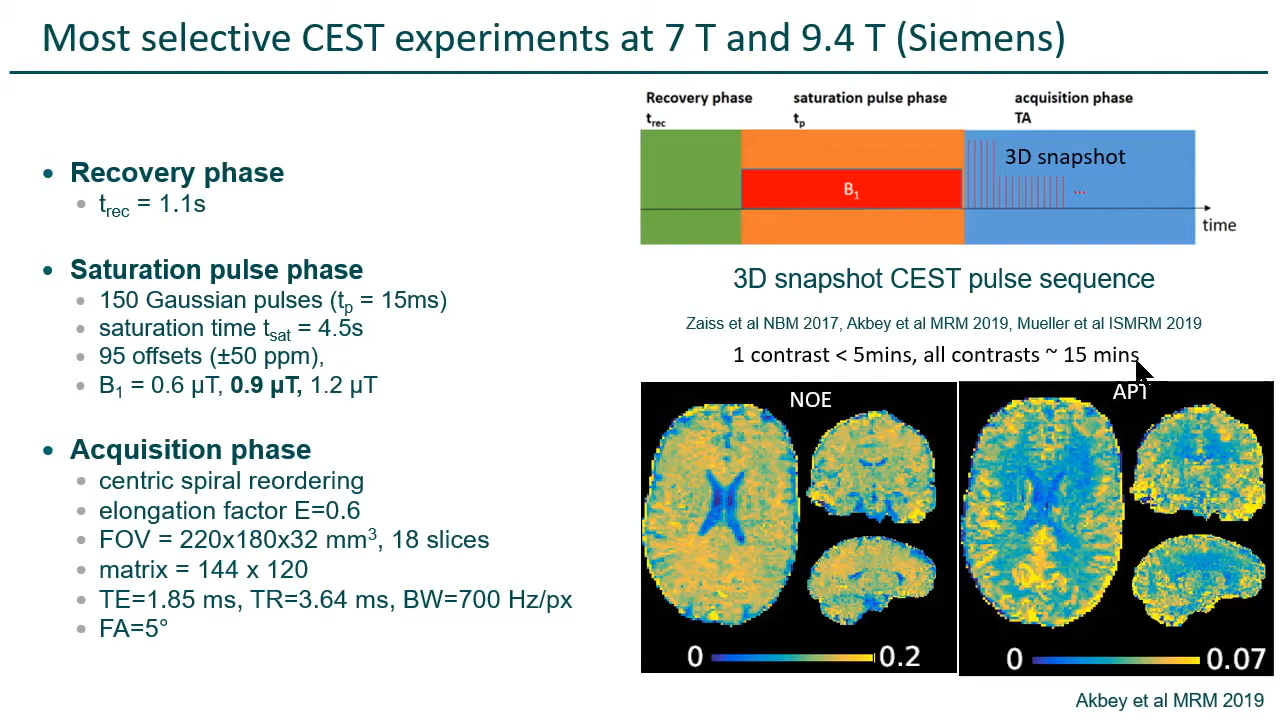 Most selective CEST experiments at 7 T and 9.4 T (Siemens)
• Recovery phase
• t_rec = 1.1s
• Saturation pulse phase
• 150 Gaussian pulses (t_p = 15ms)
• saturation time t_sat = 4.5s
• 95 offsets (±50 ppm),
• B₁ = 0.6 µT, 0.9 µT, 1.2 µT
• Acquisition phase
• centric spiral reordering
• elongation factor E=0.6
• FOV = 220x180x32 mm³, 18 slices
• matrix = 144 x 120
• TE=1.85 ms, TR=3.64 ms, BW=700 Hz/px
• FA=5°
Recovery phase saturation pulse phase acquisition phase
t_rec t_p TA
3D snapshot
B₁ ...
time
3D snapshot CEST pulse sequence
Zaiss et al NBM 2017, Akbey et al MRM 2019, Mueller et al ISMRM 2019
1 contrast < 5mins, all contrasts ~ 15 mins
NOE APT
0 0.2 0 0.07
Akbey et al MRM 2019